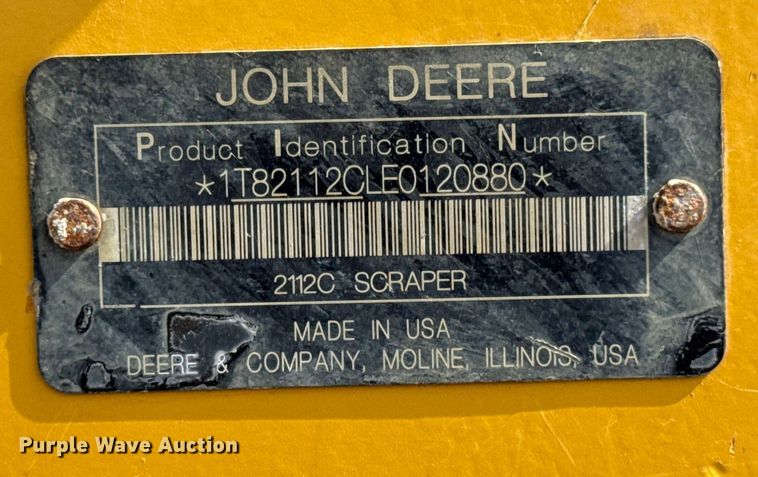 JOHN DEERE
Product Identification Number
*1T82112CLE0120880*
2112C SCRAPER
MADE IN USA
DEERE & COMPANY, MOLINE, ILLINOIS, USA
Purple Wave Auction